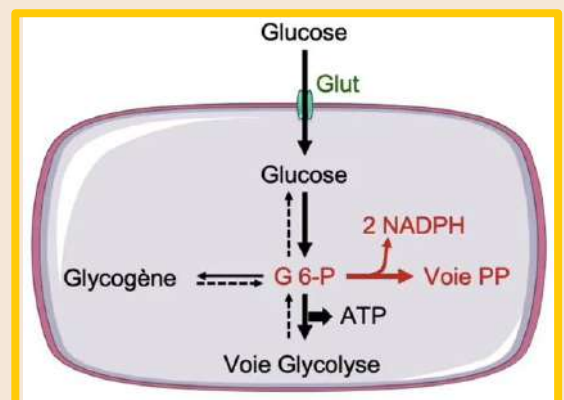 Glucose
Glut
Glucose
2 NADPH
Glycogène G 6-P Voie PP
ATP
Voie Glycolyse